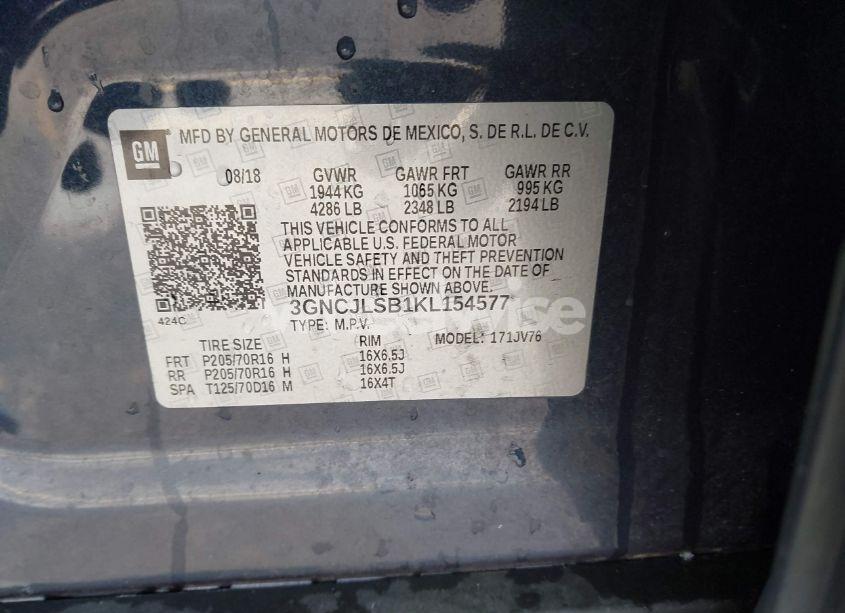 GM
MFD BY GENERAL MOTORS DE MEXICO, S. DE R.L. DE C.V.
08/18 GVWR GAWR FRT GAWR RR
1944 KG 1065 KG 995 KG
4286 LB 2348 LB 2194 LB
THIS VEHICLE CONFORMS TO ALL
APPLICABLE U.S. FEDERAL MOTOR
VEHICLE SAFETY AND THEFT PREVENTION
STANDARDS IN EFFECT ON THE DATE OF
MANUFACTURE SHOWN ABOVE.
3GNCJLSB1KL154577
424C
TYPE: M.P.V. MODEL: 171JV76
TIRE SIZE RIM
FRT P205/70R16 H 16X6.5J
RR P205/70R16 H 16X6.5J
SPA T125/70D16 M 16X4T